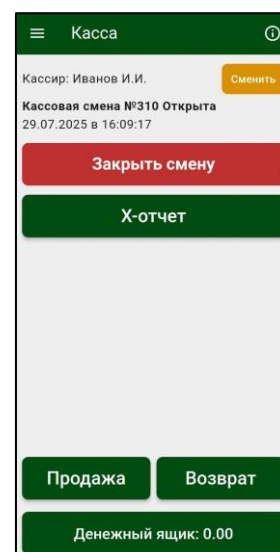 Касса
Кассир: Иванов И.И.
Сменить
Кассовая смена №310 Открыта
29.07.2025 в 16:09:17
Закрыть смену
X-отчет
Продажа
Возврат
Денежный ящик: 0.00